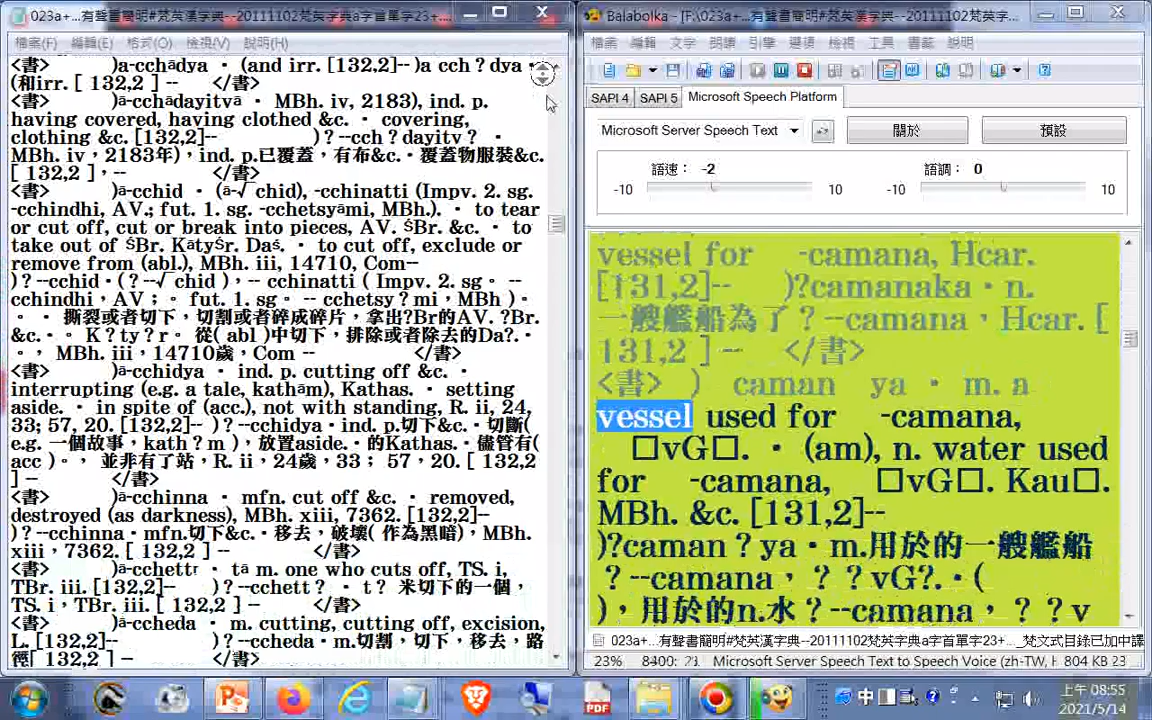 ...有聲書簡明#梵英漢字典--20111102梵英字典a字首單字23+...
檔案(F) 編輯(E) 格式(O) 檢視(V) 說明(H)
<書> )a-cchādya ‧ (and irr. [132,2]-- )a cch ? dya ‧
(和irr. [ 132,2 ] -- </書>
<書> )ā-cchādayitvā ‧ MBh. iv, 2183), ind. p.
having covered, having clothed &c. ‧ covering,
clothing &c. [132,2]-- )? --cch ? dayitv ? ‧
MBh. iv，2183年)，ind. p.已覆蓋，有布&c.‧覆蓋物服裝&c.
[ 132,2 ]，-- </書>
<書> )ā-cchid ‧ (ā-√ chid), -cchinatti (Impv. 2. sg.
-cchindhi, AV.; fut. 1. sg. -cchetsyāmi, MBh.). ‧ to tear
or cut off, cut or break into pieces, AV. ŚBr. &c. ‧ to
take out of ŚBr. KātyŚr. Daś. ‧ to cut off, exclude or
remove from (abl.), MBh. iii, 14710, Com--
)? --chid‧(? --√ chid )，-- cchinatti ( Impv. 2. sg。 --
cchindhi，AV；。 fut. 1. sg。 -- cchetsy ? mi，MBh )。
。‧ 撕裂或者切下，切割或者碎成碎片，拿出?Br的AV. ?Br.
&c.‧。 K ? ty ? r。 從( abl )中切下，排除或者除去的Da?.‧
。， MBh. iii，14710歲，Com -- </書>
<書> )ā-cchidya ‧ ind. p. cutting off &c. ‧
interrupting (e.g. a tale, kathām), Kathas. ‧ setting
aside. ‧ in spite of (acc.), not with standing, R. ii, 24,
33; 57, 20. [132,2]-- )? --cchidya‧ind. p.切下&c.‧切斷(
e.g. 一個故事，kath ? m )，放置aside.‧的Kathas.‧儘管有(
acc )。， 並非有了站，R. ii，24歲，33； 57，20. [ 132,2
] -- </書>
<書> )ā-cchinna ‧ mfn. cut off &c. ‧ removed,
destroyed (as darkness), MBh. xiii, 7362. [132,2]--
)? --cchinna‧mfn.切下&c.‧移去，破壞( 作為黑暗)，MBh.
xiii，7362. [ 132,2 ] -- </書>
<書> )ā-cchettṛ ‧ tā m. one who cuts off, TS. i,
TBr. iii. [132,2]-- )? --cchett ? ‧ t ? 米切下的一個，
TS. i，TBr. iii. [ 132,2 ] -- </書>
<書> )ā-ccheda ‧ m. cutting, cutting off, excision,
L. [132,2]-- )? --ccheda‧m.切割，切下，移去，路
徑[ 132,2 ] -- </書>
Balabolka - [F:\023a+...有聲書簡明#梵英漢字典--20111102梵英字...
檔案 編輯 文字 朗讀 引擎 選項 檢視 工具 書籤 說明
SAPI 4 SAPI 5 Microsoft Speech Platform
Microsoft Server Speech Text 關於 預設
語速： -2 語調： 0
-10 10 -10 10
vessel for -camana, Hcar.
[131,2]-- )?camanaka‧n.
一艘艦船為了？--camana，Hcar. [
131,2 ] -- </書>
<書> ) caman ya ‧ m. a
vessel used for -camana,
□vG□. ‧ (am), n. water used
for -camana, □vG□. Kau□.
MBh. &c. [131,2]--
)?caman ? ya‧m.用於的一艘艦船
？--camana，？？vG?.‧(
)，用於的n.水？--camana，？？v
023a+...有聲書簡明#梵英漢字典--20111102梵英字典a字首單字23+..._梵文式目錄已加中譯
23% 8400: 21 Microsoft Server Speech Text to Speech Voice (zh-TW, H 804 KB 23
中
上午 08:55
2021/5/14